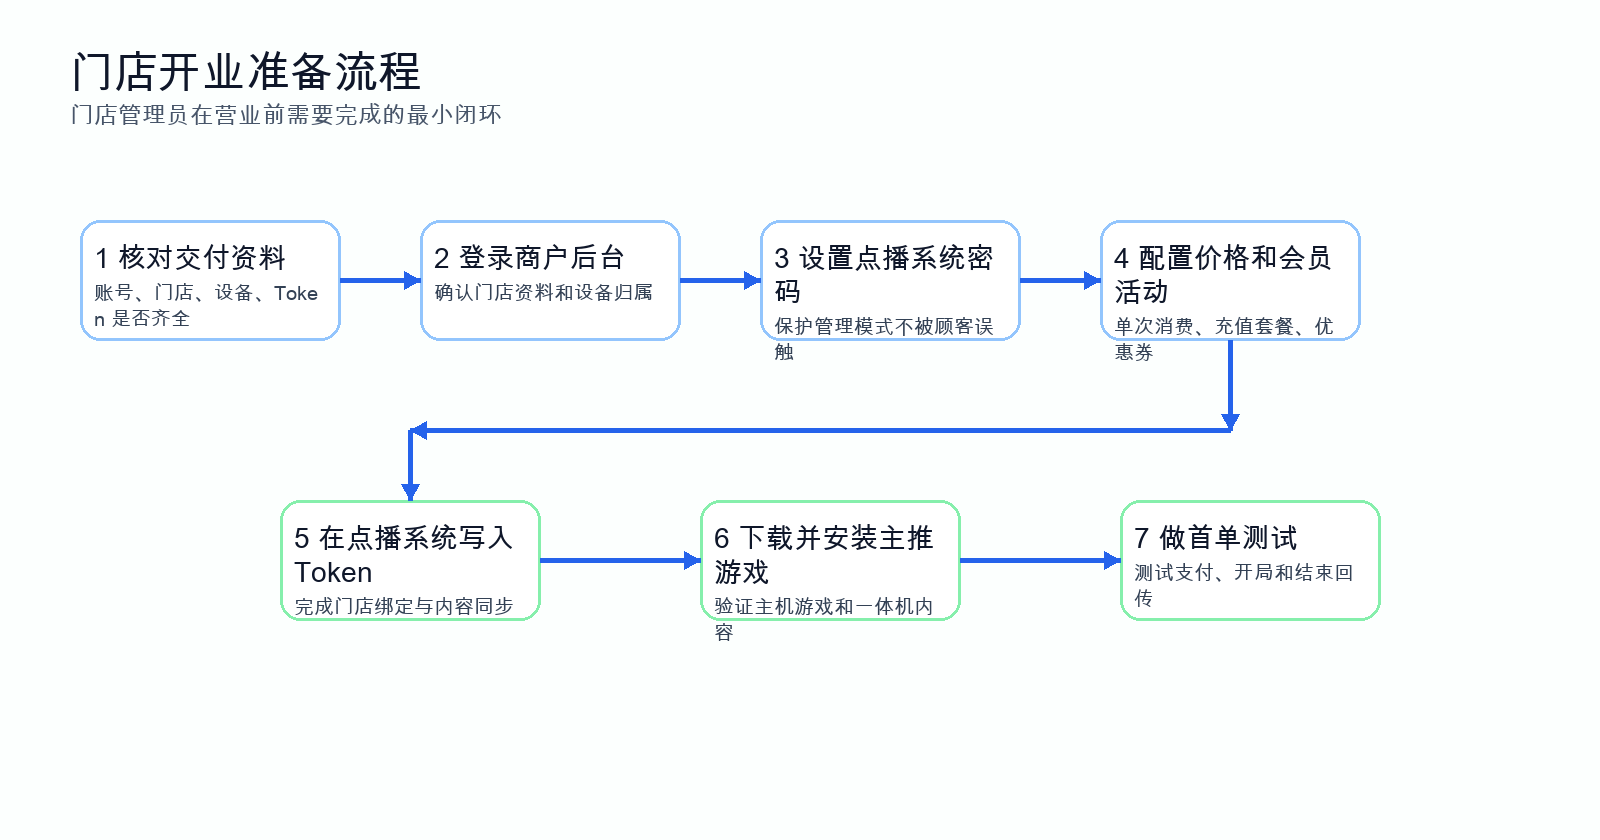 门店开业准备流程
门店管理员在营业前需要完成的最小闭环
1 核对交付资料
账号、门店、设备、Toke
n 是否齐全
2 登录商户后台
确认门店资料和设备归属
3 设置点播系统密
码
保护管理模式不被顾客误
触
4 配置价格和会员
活动
单次消费、充值套餐、优
惠券
5 在点播系统写入
Token
完成门店绑定与内容同步
6 下载并安装主推
游戏
验证主机游戏和一体机内
容
7 做首单测试
测试支付、开局和结束回
传